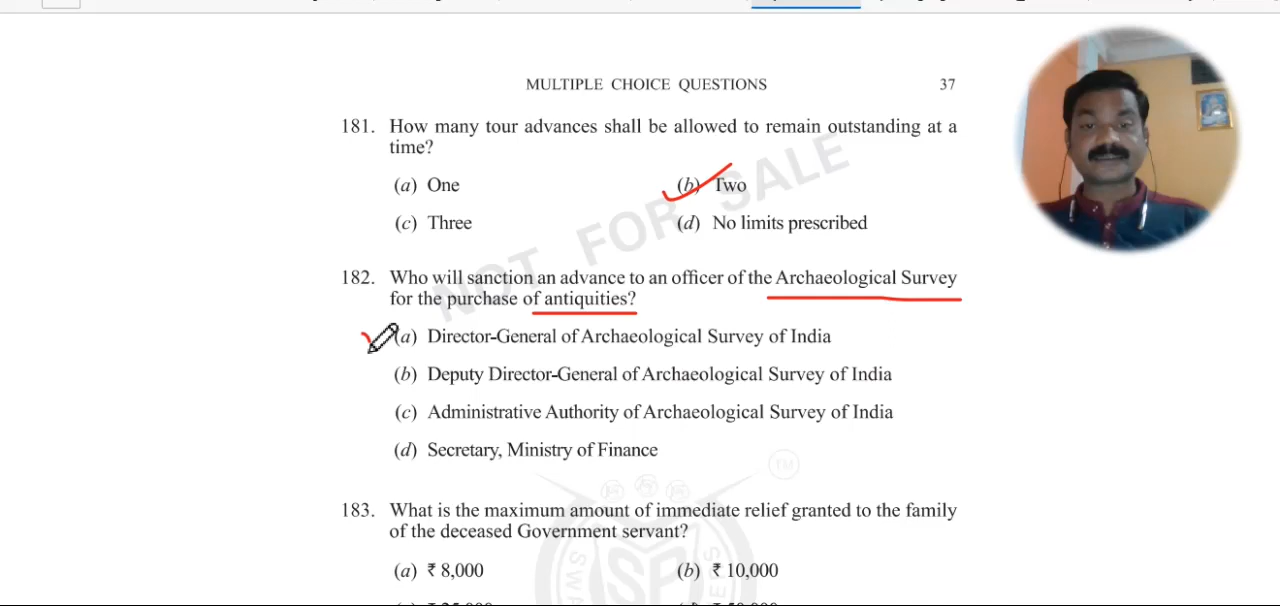 MULTIPLE CHOICE QUESTIONS 37
181. How many tour advances shall be allowed to remain outstanding at a
time?
(a) One (b) Two
(c) Three (d) No limits prescribed
NOT FOR SALE
182. Who will sanction an advance to an officer of the Archaeological Survey
for the purchase of antiquities?
(a) Director-General of Archaeological Survey of India
(b) Deputy Director-General of Archaeological Survey of India
(c) Administrative Authority of Archaeological Survey of India
(d) Secretary, Ministry of Finance
TM
183. What is the maximum amount of immediate relief granted to the family
of the deceased Government servant?
(a) ₹ 8,000 (b) ₹ 10,000